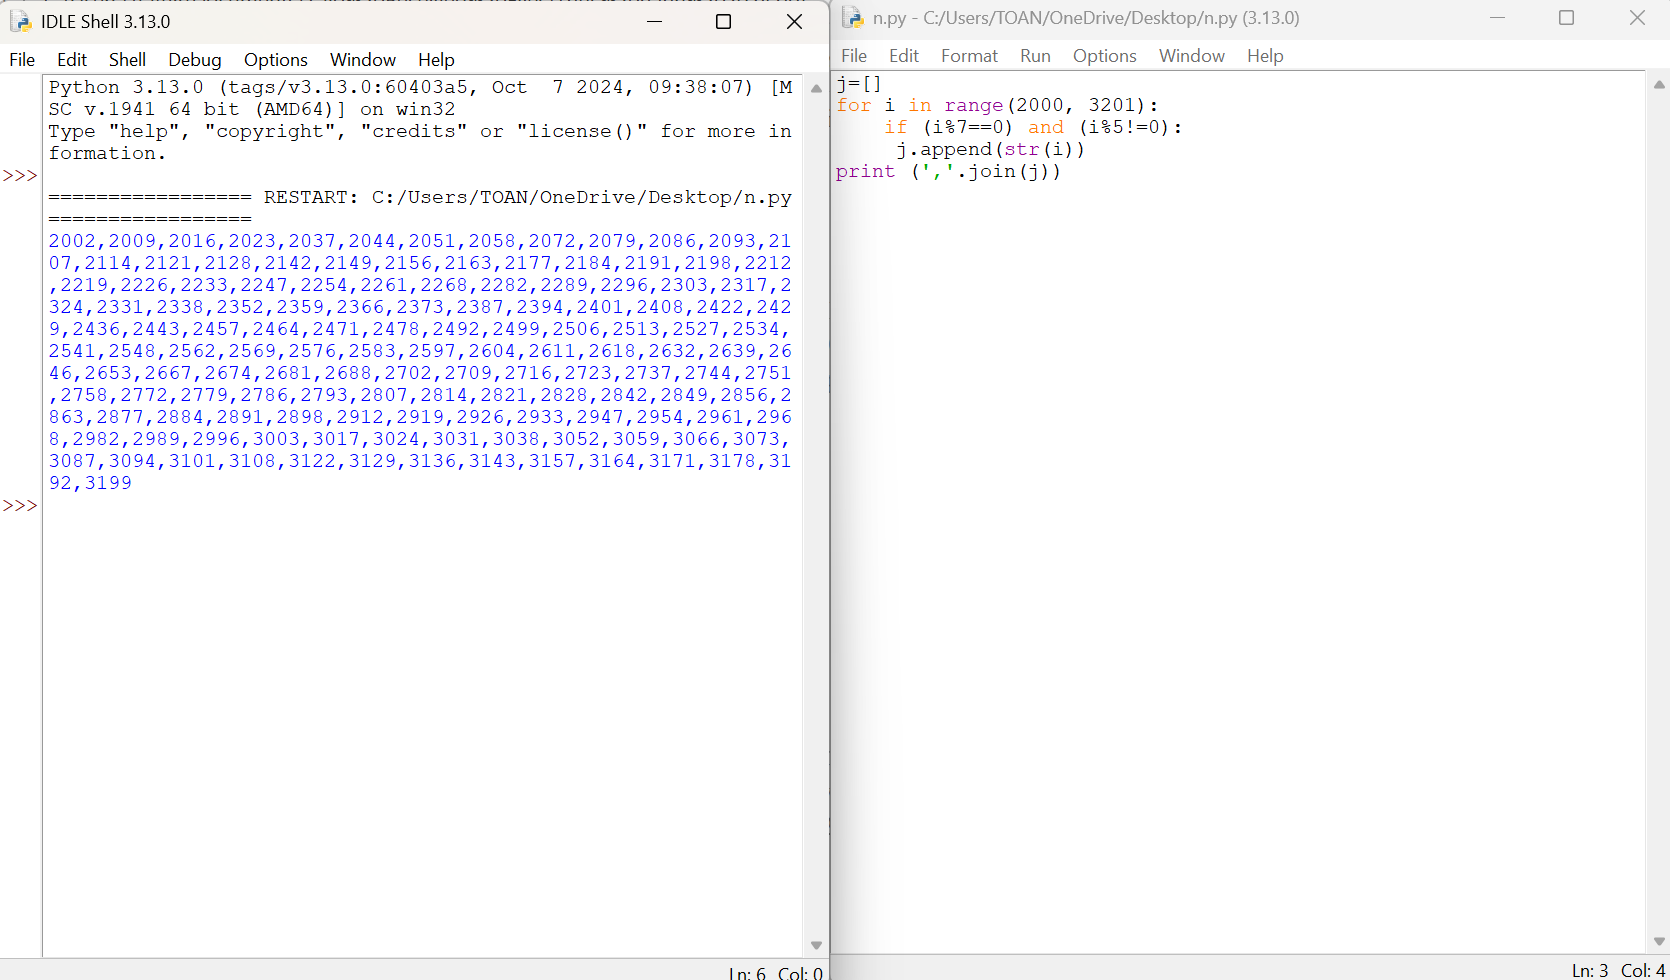 IDLE Shell 3.13.0
File Edit Shell Debug Options Window Help
Python 3.13.0 (tags/v3.13.0:60403a5, Oct  7 2024, 09:38:07) [M
SC v.1941 64 bit (AMD64)] on win32
Type "help", "copyright", "credits" or "license()" for more in
formation.
>>>
================= RESTART: C:/Users/TOAN/OneDrive/Desktop/n.py
=================
2002,2009,2016,2023,2037,2044,2051,2058,2072,2079,2086,2093,21
07,2114,2121,2128,2142,2149,2156,2163,2177,2184,2191,2198,2212
,2219,2226,2233,2247,2254,2261,2268,2282,2289,2296,2303,2317,2
324,2331,2338,2352,2359,2366,2373,2387,2394,2401,2408,2422,242
9,2436,2443,2457,2464,2471,2478,2492,2499,2506,2513,2527,2534,
2541,2548,2562,2569,2576,2583,2597,2604,2611,2618,2632,2639,26
46,2653,2667,2674,2681,2688,2702,2709,2716,2723,2737,2744,2751
,2758,2772,2779,2786,2793,2807,2814,2821,2828,2842,2849,2856,2
863,2877,2884,2891,2898,2912,2919,2926,2933,2947,2954,2961,296
8,2982,2989,2996,3003,3017,3024,3031,3038,3052,3059,3066,3073,
3087,3094,3101,3108,3122,3129,3136,3143,3157,3164,3171,3178,31
92,3199
>>>
Ln: 6 Col: 0
n.py - C:/Users/TOAN/OneDrive/Desktop/n.py (3.13.0)
File Edit Format Run Options Window Help
j=[]
for i in range(2000, 3201):
    if (i%7==0) and (i%5!=0):
     j.append(str(i))
print (','.join(j))
Ln: 3 Col: 4